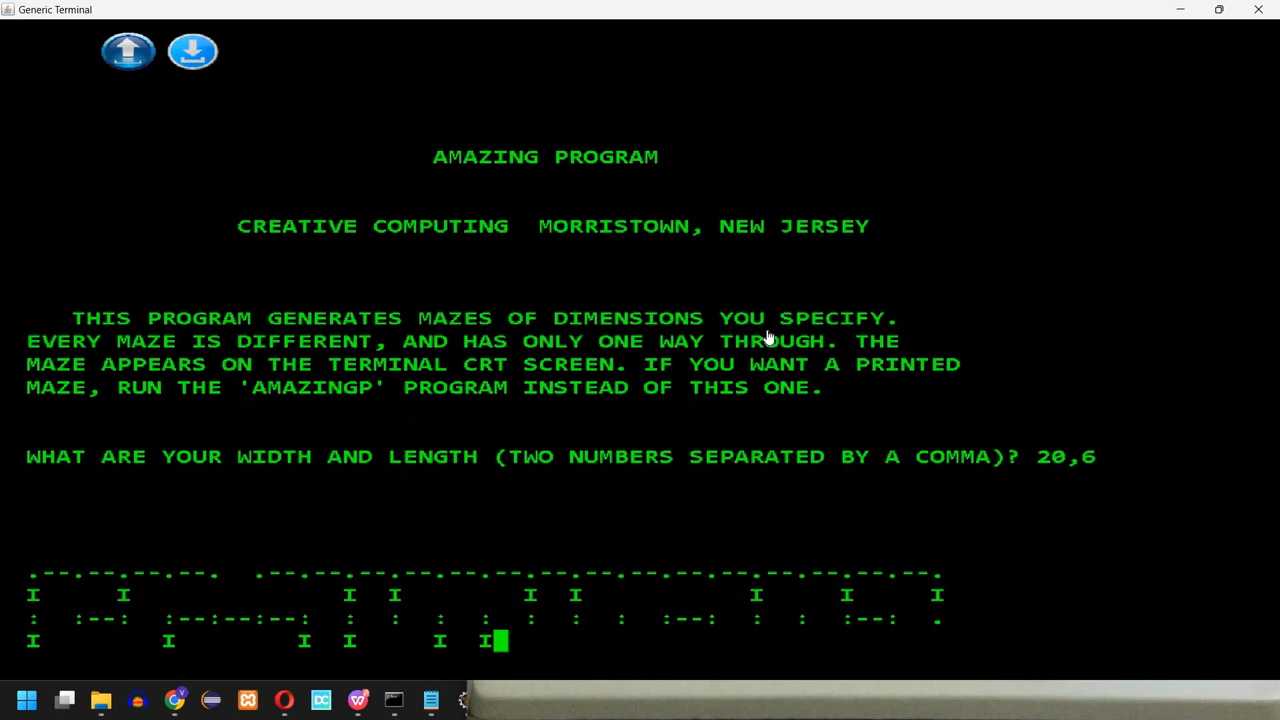 Generic Terminal
AMAZING PROGRAM
CREATIVE COMPUTING MORRISTOWN, NEW JERSEY
THIS PROGRAM GENERATES MAZES OF DIMENSIONS YOU SPECIFY.
EVERY MAZE IS DIFFERENT, AND HAS ONLY ONE WAY THROUGH. THE
MAZE APPEARS ON THE TERMINAL CRT SCREEN. IF YOU WANT A PRINTED
MAZE, RUN THE 'AMAZINGP' PROGRAM INSTEAD OF THIS ONE.
WHAT ARE YOUR WIDTH AND LENGTH (TWO NUMBERS SEPARATED BY A COMMA)? 20,6
.--.--.--.--.  .--.--.--.--.--.--.--.--.--.--.--.--.--.--.--.
I     I              I  I        I  I           I     I     I
:  :--:  :--:--:--:  :  :  :  :  :  :  :  :--:  :  :  :--:  .
I        I        I  I     I  I
DC
W
V